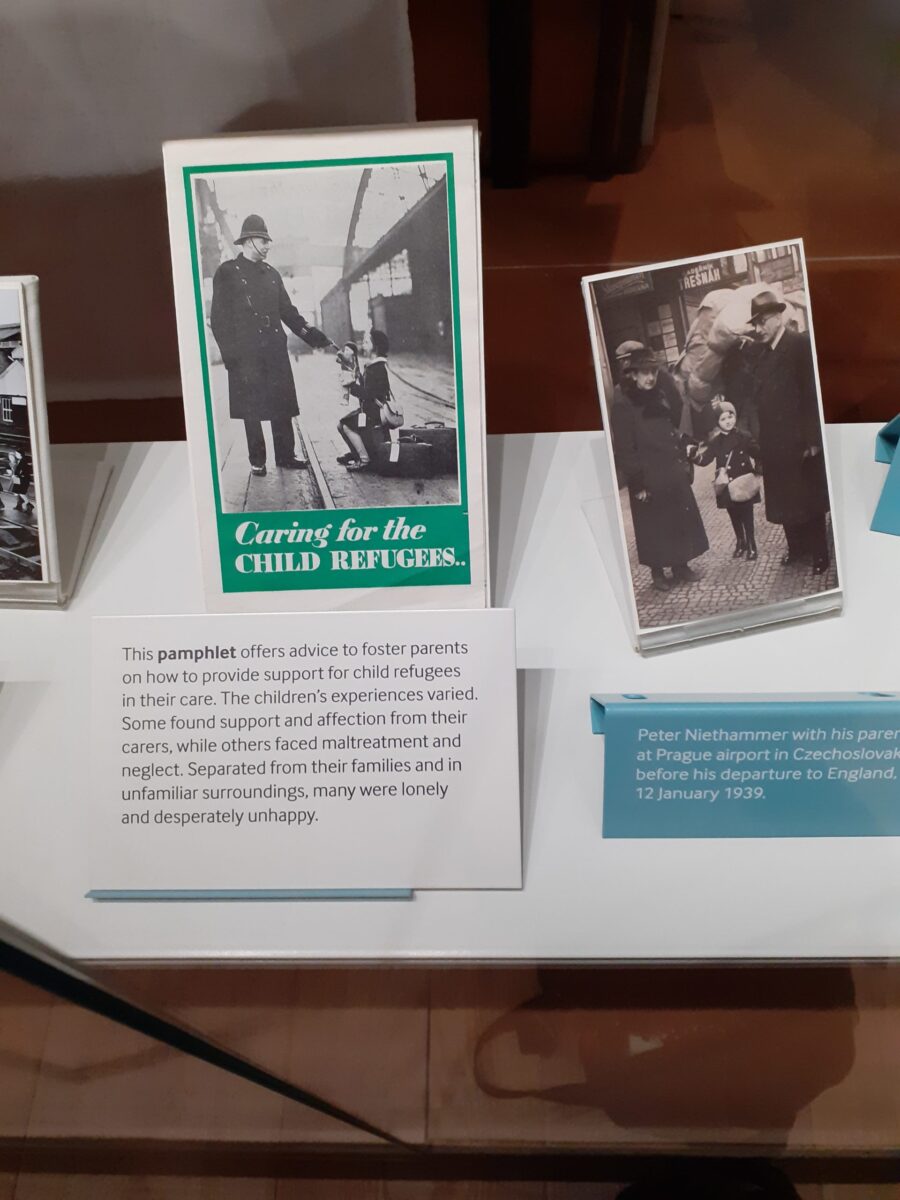 Caring for the
CHILD REFUGEES..
ŘEŠŇÁK
This pamphlet offers advice to foster parents
on how to provide support for child refugees
in their care. The children's experiences varied.
Some found support and affection from their
carers, while others faced maltreatment and
neglect. Separated from their families and in
unfamiliar surroundings, many were lonely
and desperately unhappy.
Peter Niethammer with his paren
at Prague airport in Czechoslovak
before his departure to England,
12 January 1939.